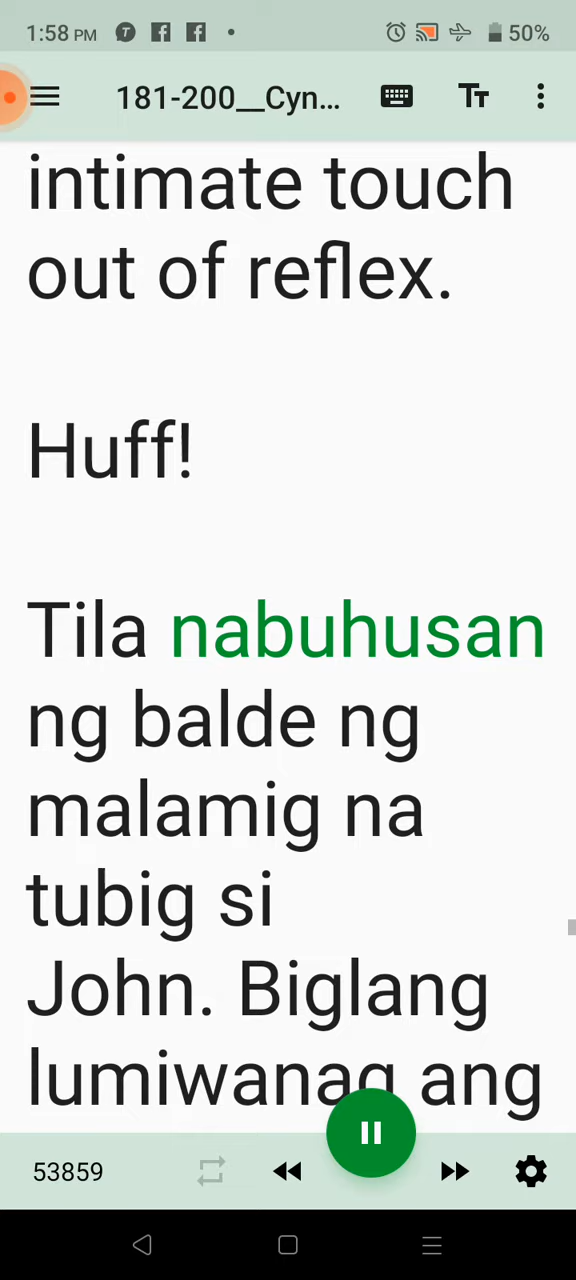 1:58 PM 50%
181-200__Cyn... Tт
intimate touch
out of reflex.
Huff!
Tila nabuhusan
ng balde ng
malamig na
tubig si
John. Biglang
lumiwanag ang
53859